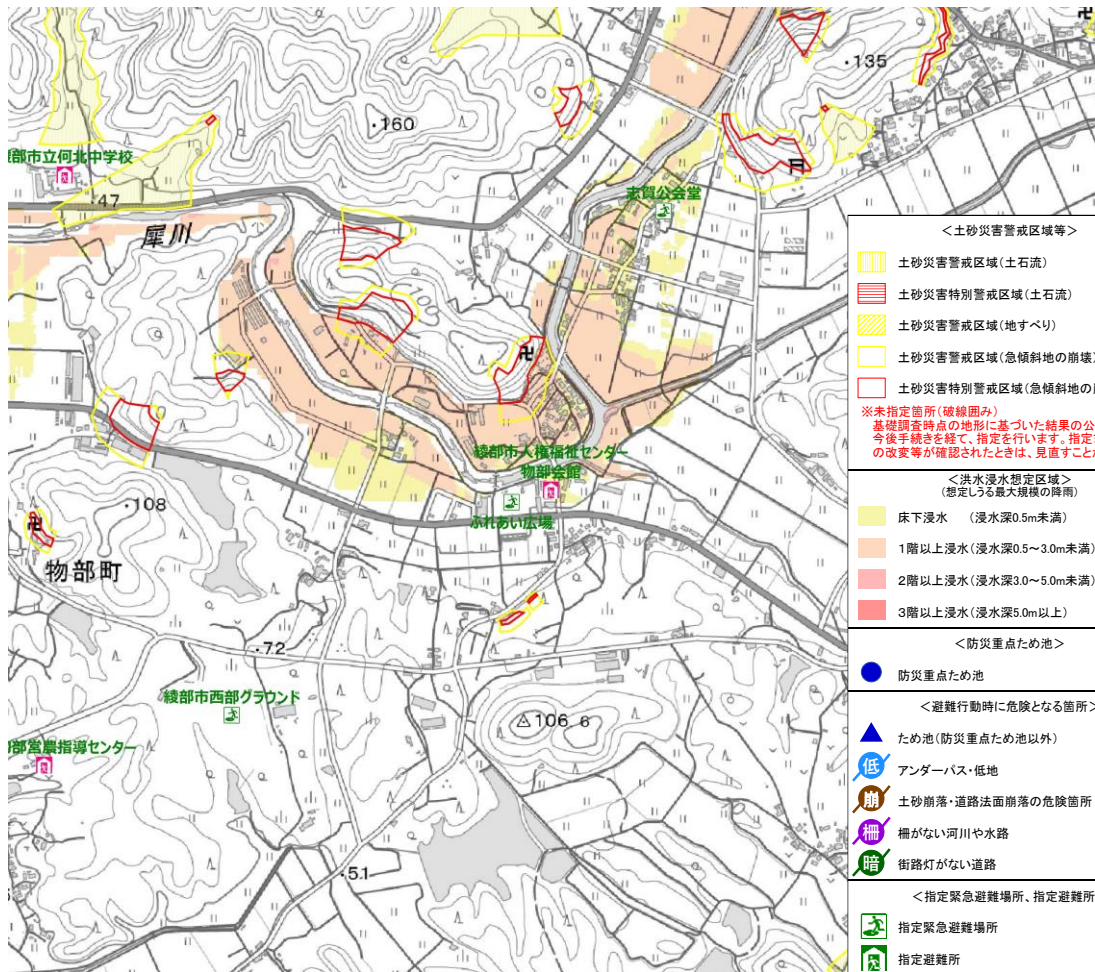 ・135
・160
部市立何北中学校
・47
志賀公会堂
犀川
103
綾部市人権福祉センター
物部会館
ふれあい広場
・108
物部町
・72
綾部市西部グラウンド
△106.6
部営農指導センター
・51
＜土砂災害警戒区域等＞
土砂災害警戒区域(土石流)
土砂災害特別警戒区域(土石流)
土砂災害警戒区域(地すべり)
土砂災害警戒区域(急傾斜地の崩壊)
土砂災害特別警戒区域(急傾斜地の
※未指定箇所(破線囲み)
基礎調査時点の地形に基づいた結果の公
今後手続きを経て、指定を行います。指定
の改変等が確認されたときは、見直すこと
＜洪水浸水想定区域＞
(想定しうる最大規模の降雨)
床下浸水　(浸水深0.5m未満)
1階以上浸水(浸水深0.5～3.0m未満)
2階以上浸水(浸水深3.0～5.0m未満)
3階以上浸水(浸水深5.0m以上)
＜防災重点ため池＞
防災重点ため池
＜避難行動時に危険となる箇所＞
ため池(防災重点ため池以外)
低 アンダーパス・低地
崩 土砂崩落・道路法面崩落の危険箇所
柵 柵がない河川や水路
暗 街路灯がない道路
＜指定緊急避難場所、指定避難所
指定緊急避難場所
指定避難所